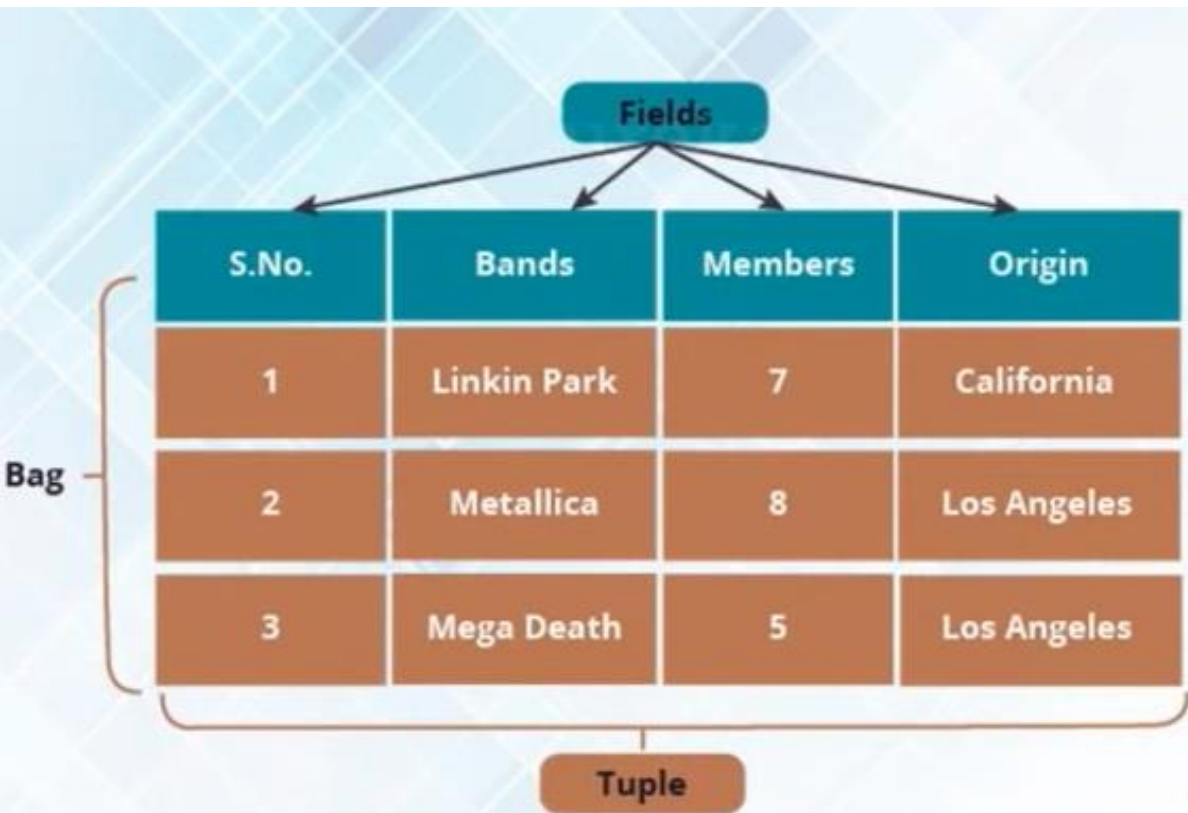 Fields
S.No. Bands Members Origin
1 Linkin Park 7 California
Bag
2 Metallica 8 Los Angeles
3 Mega Death 5 Los Angeles
Tuple